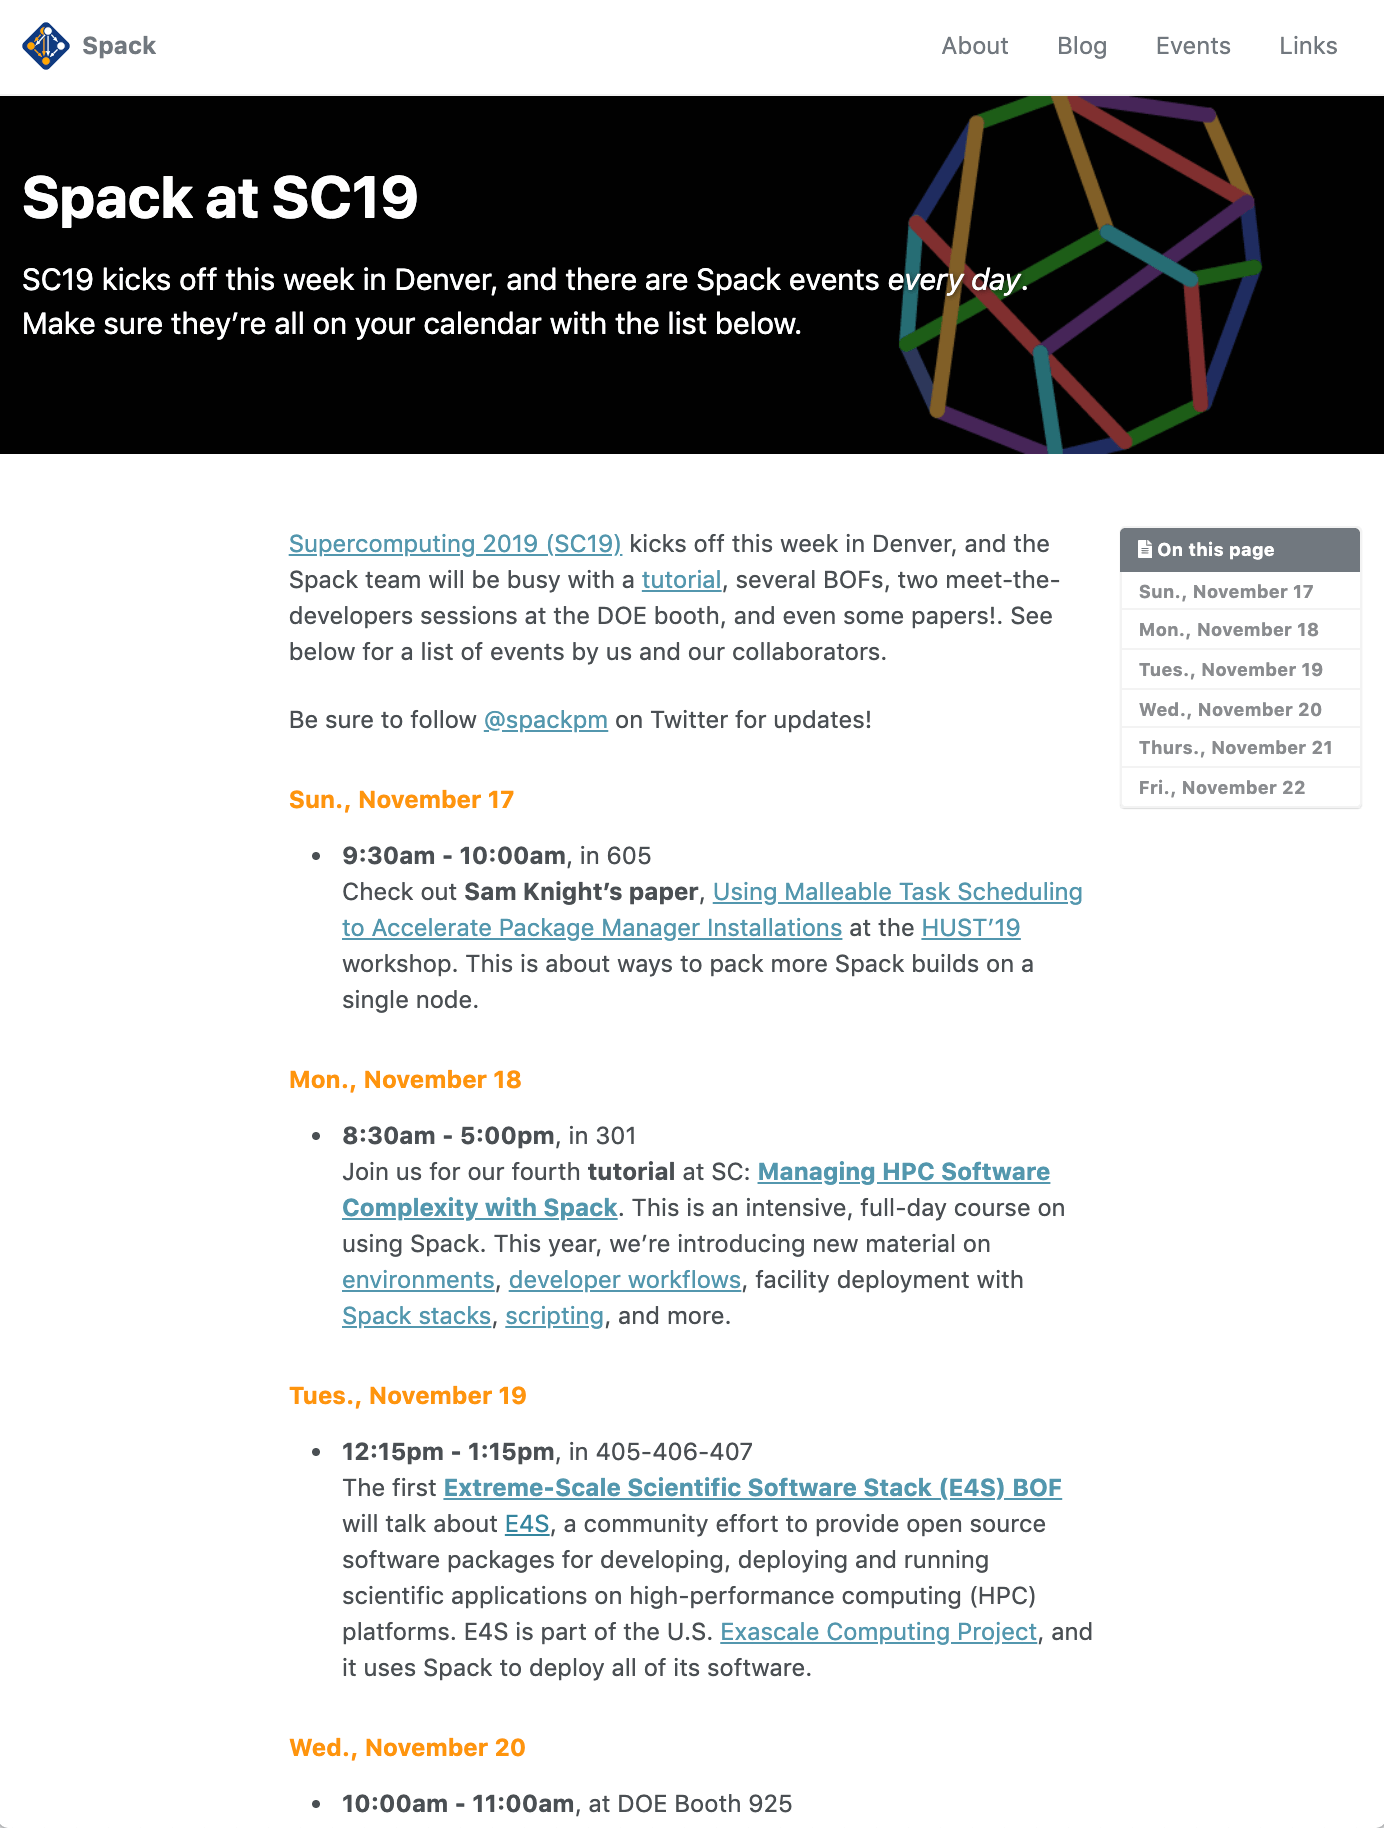 Spack
About Blog Events Links
Spack at SC19
SC19 kicks off this week in Denver, and there are Spack events every day.
Make sure they’re all on your calendar with the list below.
Supercomputing 2019 (SC19) kicks off this week in Denver, and the
Spack team will be busy with a tutorial, several BOFs, two meet-the-
developers sessions at the DOE booth, and even some papers!. See
below for a list of events by us and our collaborators.
Be sure to follow @spackpm on Twitter for updates!
On this page
Sun., November 17
Mon., November 18
Tues., November 19
Wed., November 20
Thurs., November 21
Fri., November 22
Sun., November 17
• 9:30am - 10:00am, in 605
Check out Sam Knight’s paper, Using Malleable Task Scheduling
to Accelerate Package Manager Installations at the HUST’19
workshop. This is about ways to pack more Spack builds on a
single node.
Mon., November 18
• 8:30am - 5:00pm, in 301
Join us for our fourth tutorial at SC: Managing HPC Software
Complexity with Spack. This is an intensive, full-day course on
using Spack. This year, we’re introducing new material on
environments, developer workflows, facility deployment with
Spack stacks, scripting, and more.
Tues., November 19
• 12:15pm - 1:15pm, in 405-406-407
The first Extreme-Scale Scientific Software Stack (E4S) BOF
will talk about E4S, a community effort to provide open source
software packages for developing, deploying and running
scientific applications on high-performance computing (HPC)
platforms. E4S is part of the U.S. Exascale Computing Project, and
it uses Spack to deploy all of its software.
Wed., November 20
• 10:00am - 11:00am, at DOE Booth 925